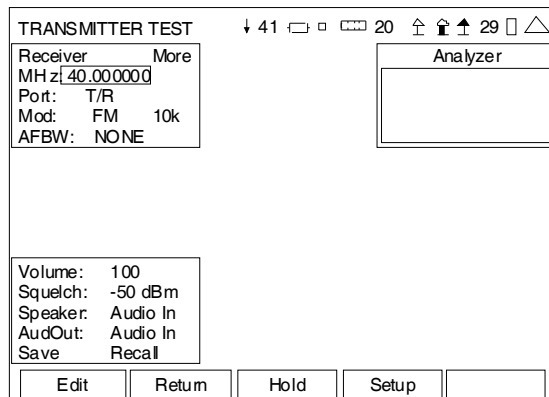 TRANSMITTER TEST 41 20 29
Receiver More
MHz: 40.000000
Port: T/R
Mod: FM 10k
AFBW: NONE
Analyzer
Volume: 100
Squelch: -50 dBm
Speaker: Audio In
AudOut: Audio In
Save Recall
Edit Return Hold Setup